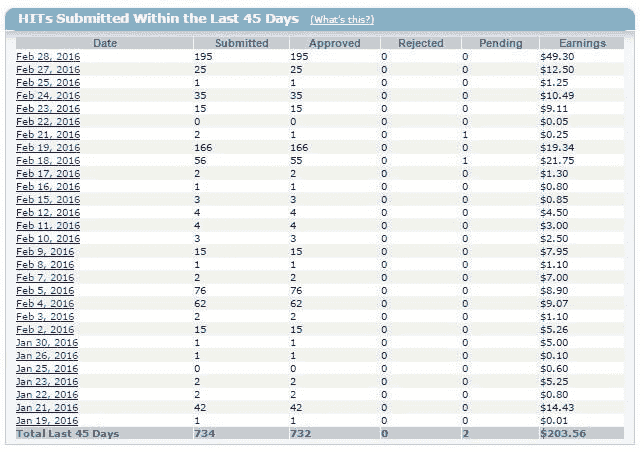 HITs Submitted Within the Last 45 Days (What's this?)
Date Submitted Approved Rejected Pending Earnings
Feb 28, 2016 195 195 0 0 $49.30
Feb 27, 2016 25 25 0 0 $12.50
Feb 25, 2016 1 1 0 0 $1.25
Feb 24, 2016 35 35 0 0 $10.49
Feb 23, 2016 15 15 0 0 $9.11
Feb 22, 2016 0 0 0 0 $0.05
Feb 21, 2016 2 1 0 1 $0.25
Feb 19, 2016 166 166 0 0 $19.34
Feb 18, 2016 56 55 0 1 $21.75
Feb 17, 2016 2 2 0 0 $1.30
Feb 16, 2016 1 1 0 0 $0.80
Feb 15, 2016 3 3 0 0 $0.85
Feb 12, 2016 4 4 0 0 $4.50
Feb 11, 2016 4 4 0 0 $3.00
Feb 10, 2016 3 3 0 0 $2.50
Feb 9, 2016 15 15 0 0 $7.95
Feb 8, 2016 1 1 0 0 $1.10
Feb 7, 2016 2 2 0 0 $7.00
Feb 5, 2016 76 76 0 0 $8.90
Feb 4, 2016 62 62 0 0 $9.07
Feb 3, 2016 2 2 0 0 $1.10
Feb 2, 2016 15 15 0 0 $5.26
Jan 30, 2016 1 1 0 0 $5.00
Jan 26, 2016 1 1 0 0 $0.10
Jan 25, 2016 0 0 0 0 $0.60
Jan 23, 2016 2 2 0 0 $5.25
Jan 22, 2016 2 2 0 0 $0.80
Jan 21, 2016 42 42 0 0 $14.43
Jan 19, 2016 1 1 0 0 $0.01
Total Last 45 Days 734 732 0 2 $203.56